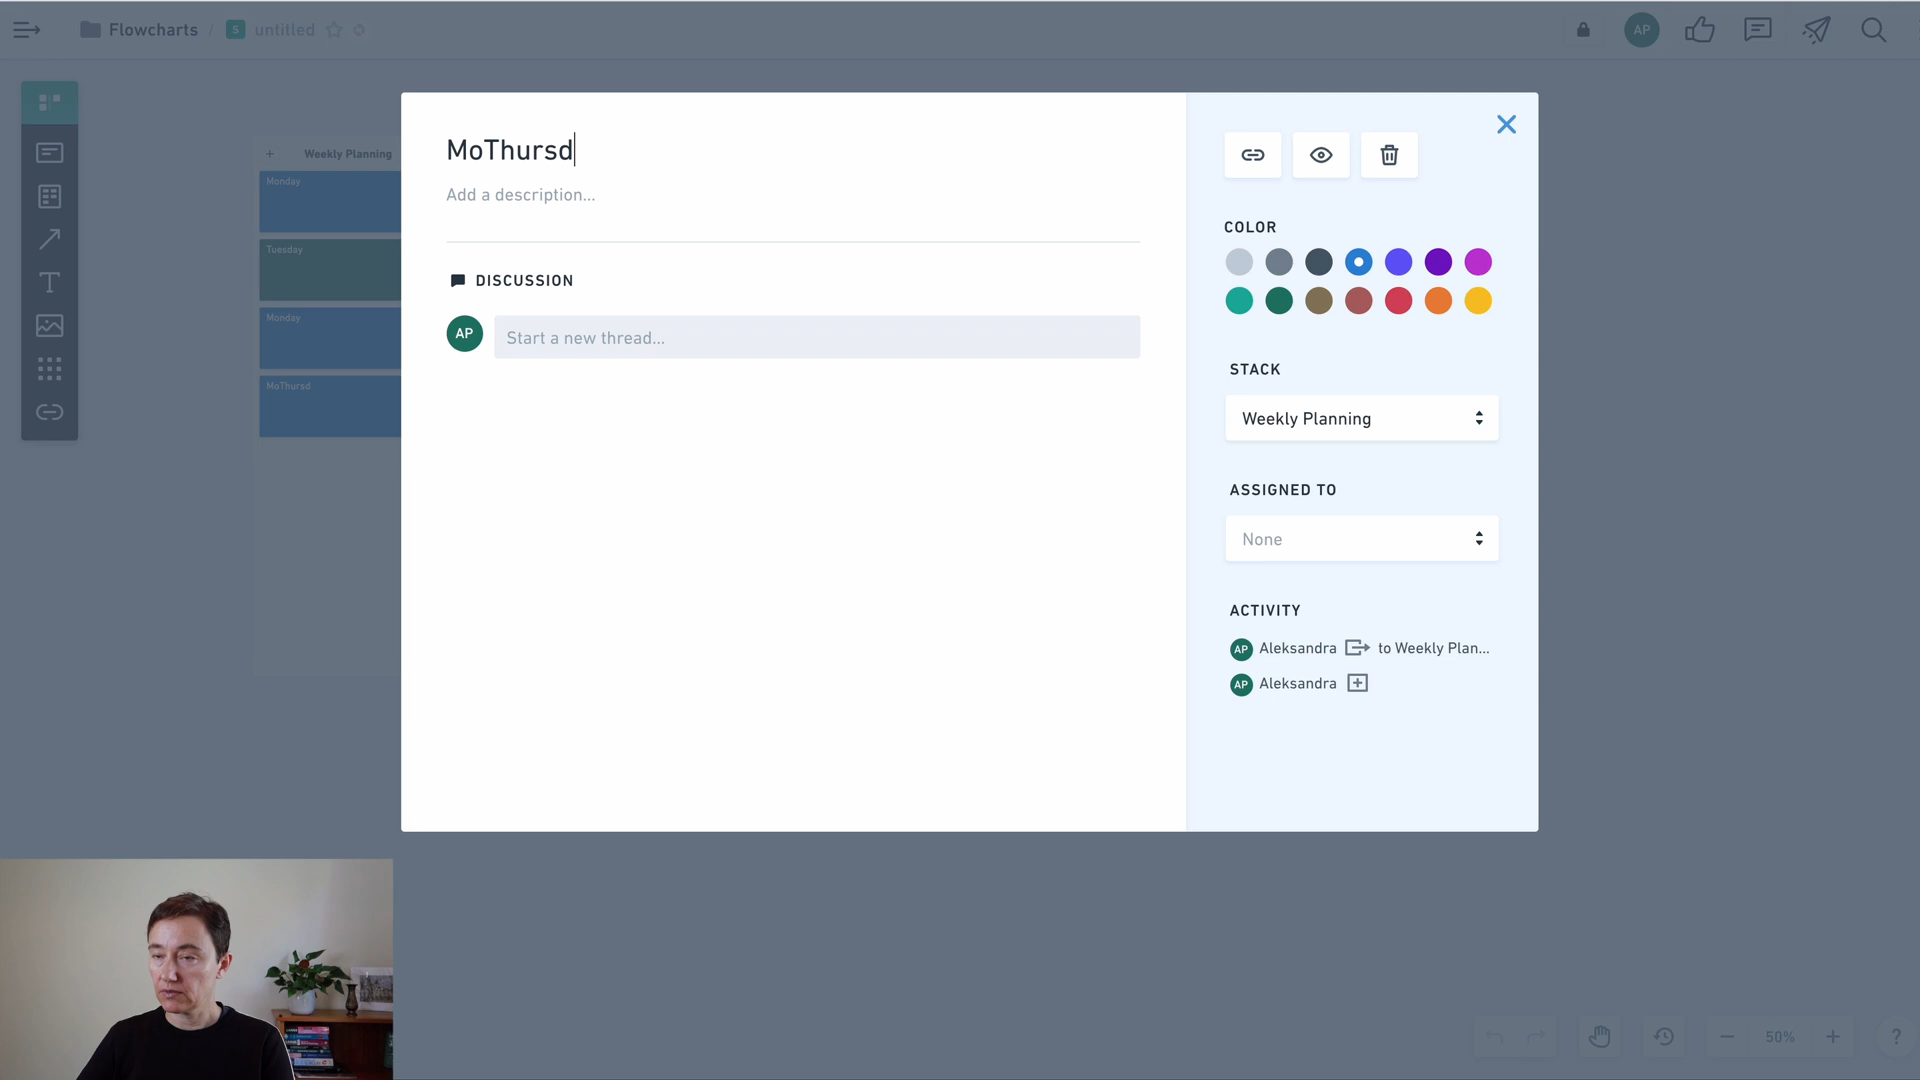 Flowcharts / S untitled
AP
+ Weekly Planning
Monday
Tuesday
Monday
MoThursd
MoThursd
Add a description...
DISCUSSION
AP Start a new thread...
COLOR
STACK
Weekly Planning
ASSIGNED TO
None
ACTIVITY
AP Aleksandra to Weekly Plan...
AP Aleksandra
− 50% +
?